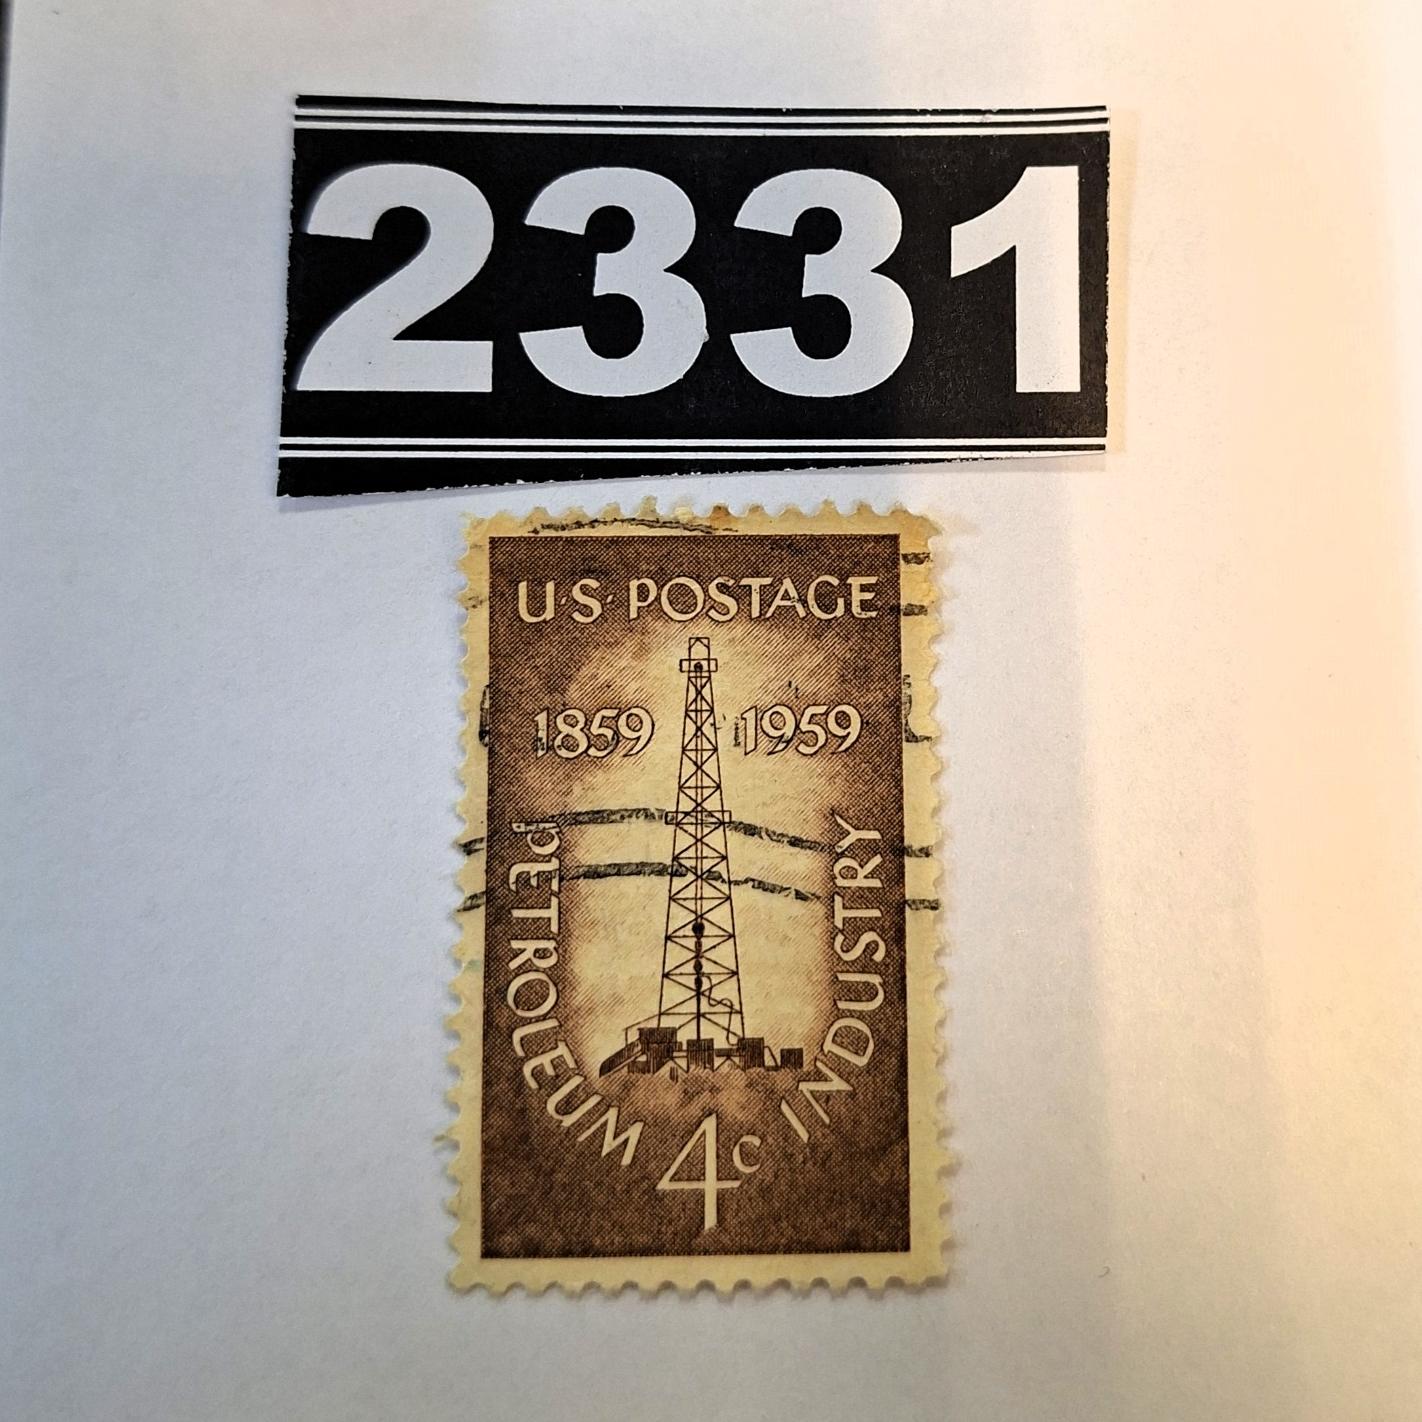 2331
U·S· POSTAGE
1859 1959
PETROLEUM INDUSTRY
4c